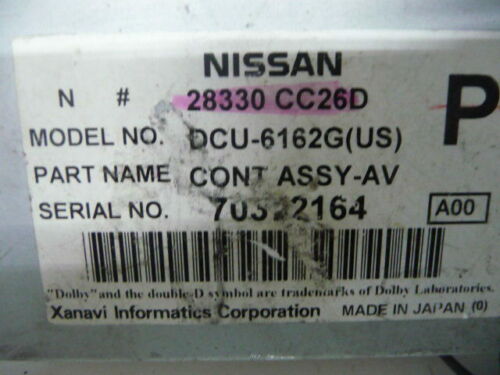 NISSAN
N # 28330 CC26D
P
MODEL NO. DCU-6162G(US)
PART NAME CONT ASSY-AV
SERIAL NO.
A00
"Dolby" and the double-D symbol are trademarks of Dolby Laboratories.
Xanavi Informatics Corporation MADE IN JAPAN (0)